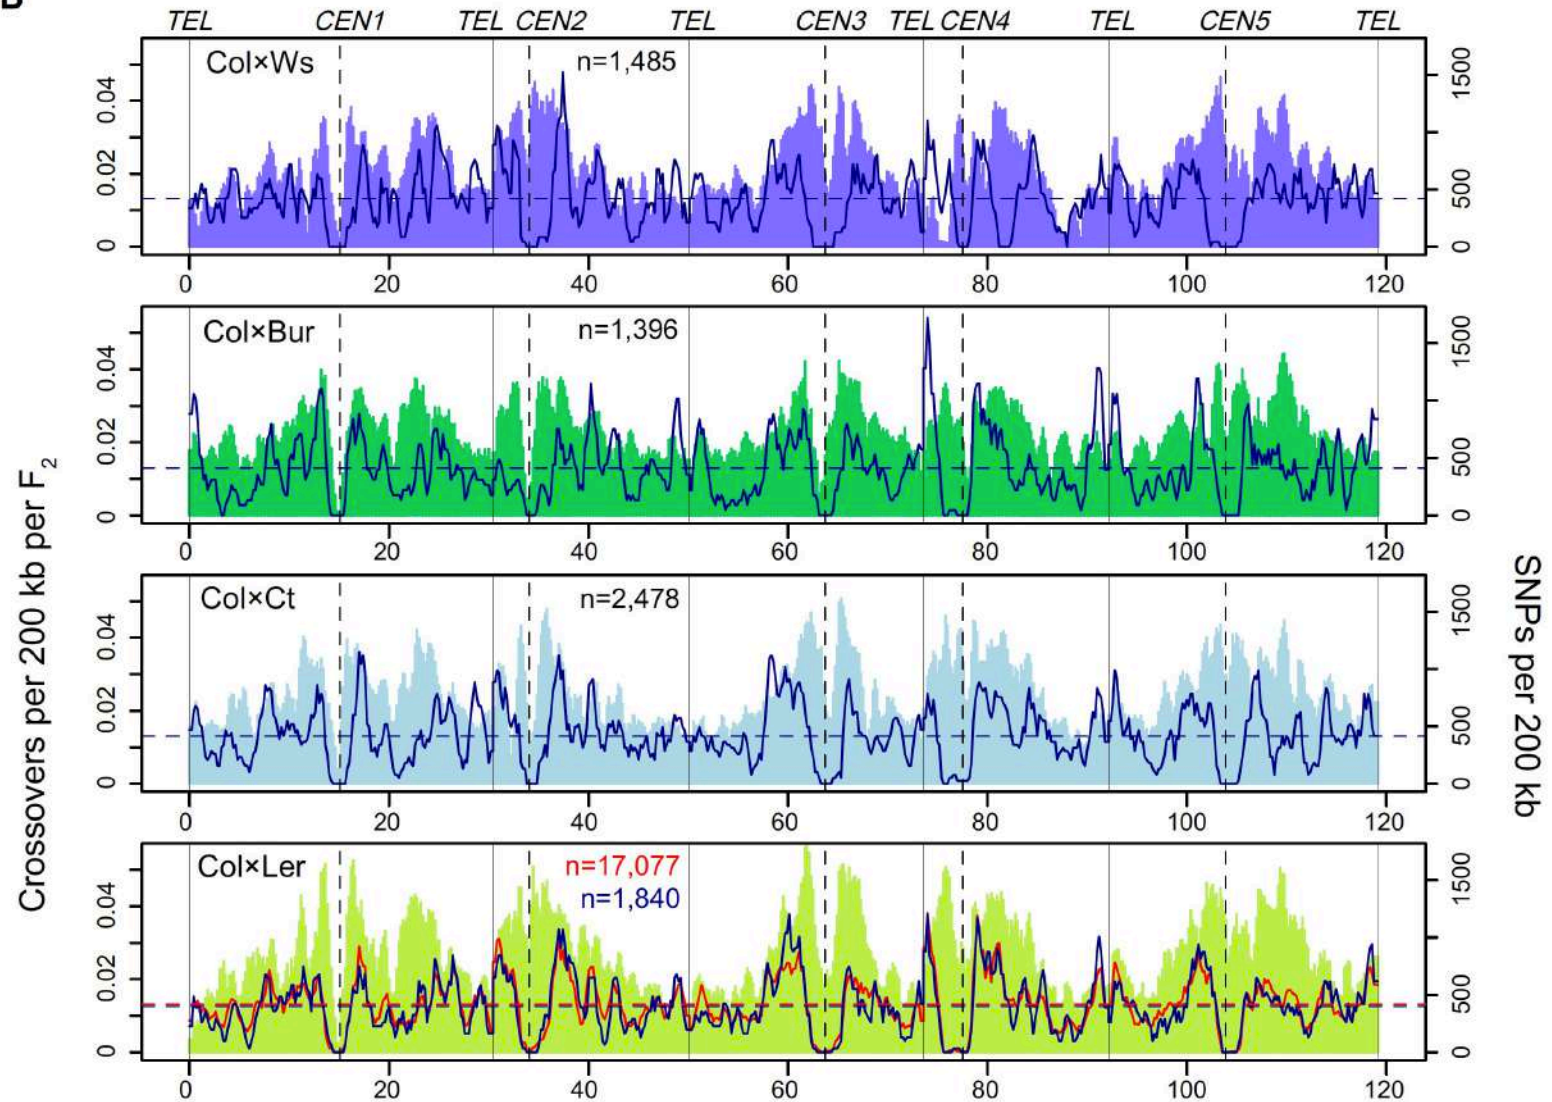 B
TEL CEN1 TEL CEN2 TEL CEN3 TEL CEN4 TEL CEN5 TEL
Crossovers per 200 kb per F2
SNPs per 200 kb
Col×Ws n=1,485
0.04 1500
0.02 500
0 0
0 20 40 60 80 100 120
Col×Bur n=1,396
0.04 1500
0.02 500
0 0
0 20 40 60 80 100 120
Col×Ct n=2,478
0.04 1500
0.02 500
0 0
0 20 40 60 80 100 120
Col×Ler n=17,077
n=1,840
0.04 1500
0.02 500
0 0
0 20 40 60 80 100 120